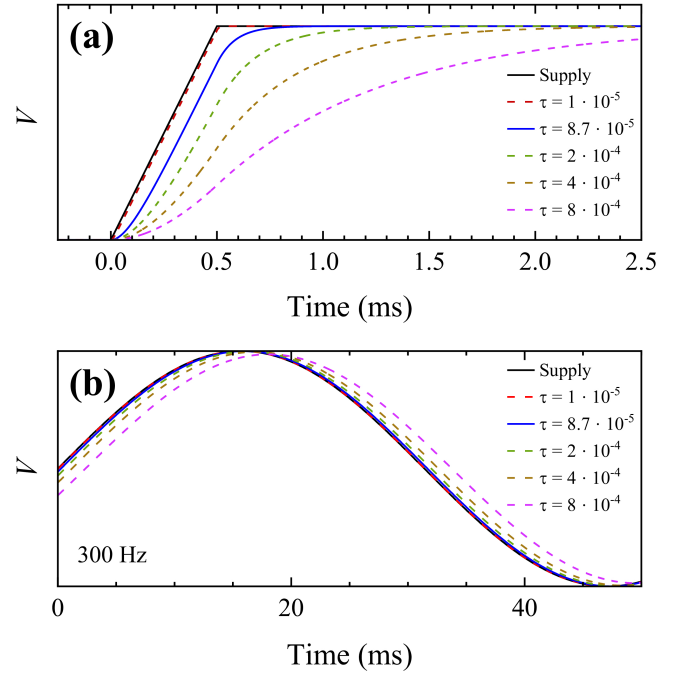 (a)
V
Supply
τ = 1 · 10⁻⁵
τ = 8.7 · 10⁻⁵
τ = 2 · 10⁻⁴
τ = 4 · 10⁻⁴
τ = 8 · 10⁻⁴
0.0 0.5 1.0 1.5 2.0 2.5
Time (ms)
(b)
V
Supply
τ = 1 · 10⁻⁵
τ = 8.7 · 10⁻⁵
τ = 2 · 10⁻⁴
τ = 4 · 10⁻⁴
τ = 8 · 10⁻⁴
300 Hz
0 20 40
Time (ms)